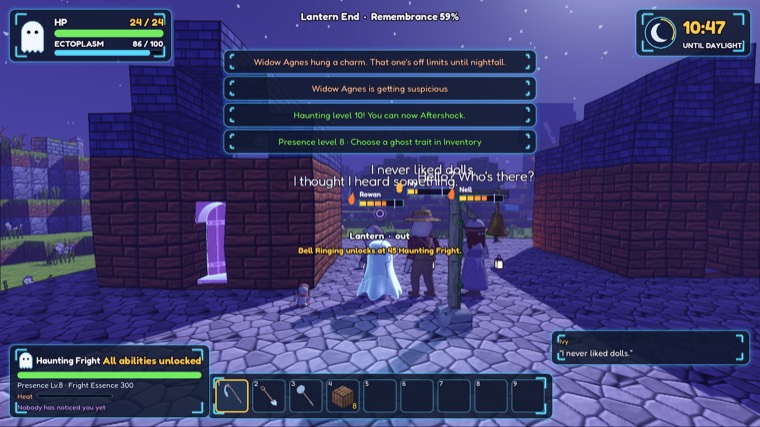 HP 24 / 24
ECTOPLASM 86 / 100
Lantern End · Remembrance 59%
10:47
UNTIL DAYLIGHT
Widow Agnes hung a charm. That one's off limits until nightfall.
Widow Agnes is getting suspicious
Haunting level 10! You can now Aftershock.
Presence level 8 · Choose a ghost trait in Inventory
I never liked dolls.
I thought I heard something.
Hello? Who's there?
Rowan
Nell
Lantern · out
Bell Ringing unlocks at 45 Haunting Fright.
Ivy
"I never liked dolls."
Haunting Fright All abilities unlocked
Presence Lv.8 · Fright Essence 300
Heat
Nobody has noticed you yet
1 2 3 4 5 6 7 8 9
8